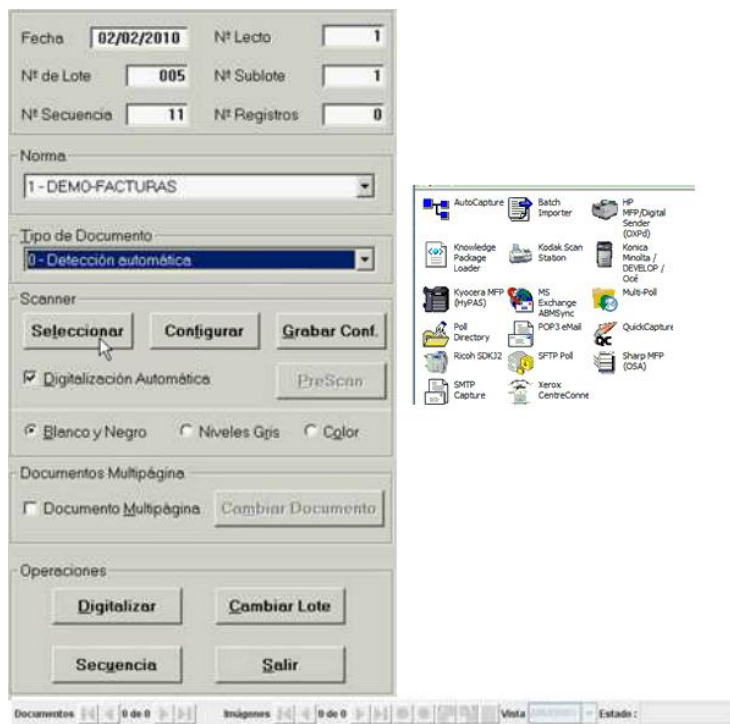 Fecha 02/02/2010 Nº Lecto 1
Nº de Lote 005 Nº Sublote 1
Nº Secuencia 11 Nº Registros 0
Norma
1 - DEMO-FACTURAS
Tipo de Documento
0 - Detección automática
Scanner
Seleccionar Configurar Grabar Conf.
Digitalización Automática PreScan
Blanco y Negro Niveles Gris Color
Documentos Multipágina
Documento Multipágina Cambiar Documento
Operaciones
Digitalizar Cambiar Lote
Secuencia Salir
Documentos 0 de 0 Imágenes 0 de 0 Vista Estado :
AutoCapture
Batch
Importer
HP
MFP/Digital
Sender
(OXPd)
Knowledge
Package
Loader
Kodak Scan
Station
Konica
Minolta /
DEVELOP /
Océ
Kyocera MFP
(HyPAS)
MS
Exchange
ABMSync
Multi-Poll
Poll
Directory
POP3 eMail
QuickCapture
QC
Ricoh SDKJ2
SFTP Poll
Sharp MFP
(OSA)
SMTP
Capture
Xerox
CentreConne